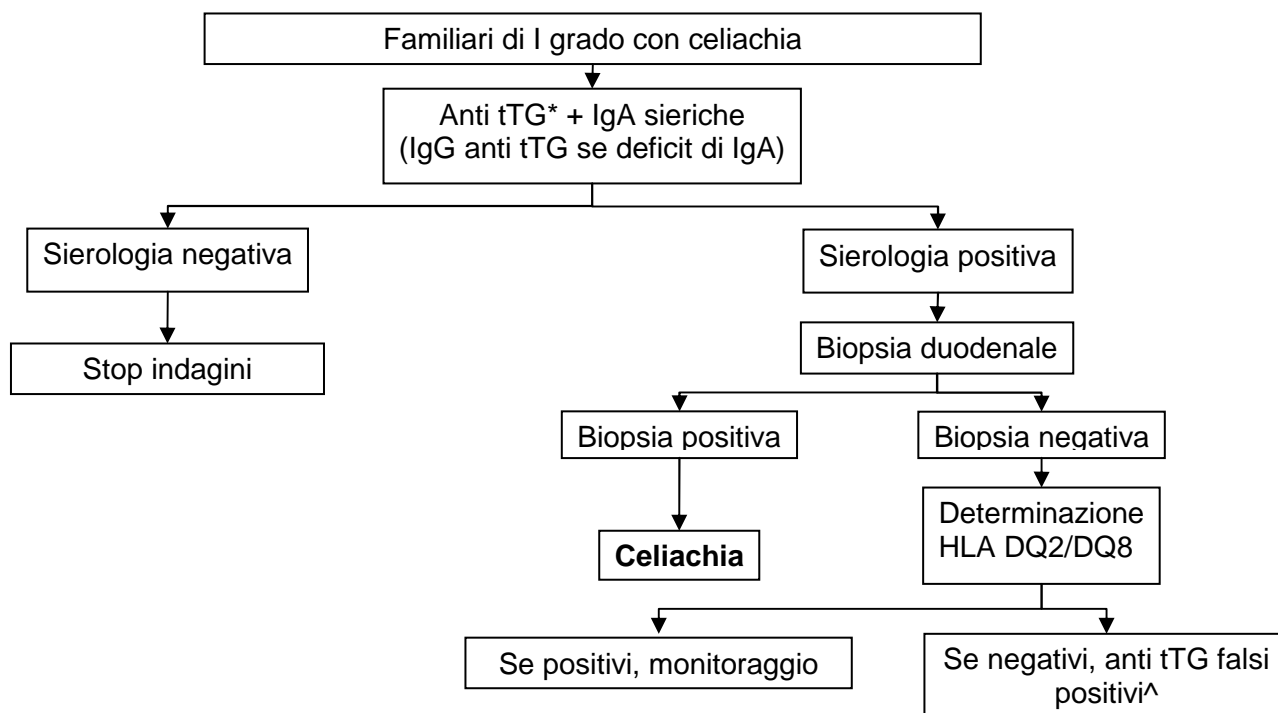 Familiari di I grado con celiachia
Anti tTG* + IgA sieriche
(IgG anti tTG se deficit di IgA)
Sierologia negativa
Sierologia positiva
Stop indagini
Biopsia duodenale
Biopsia positiva
Biopsia negativa
Celiachia
Determinazione
HLA DQ2/DQ8
Se positivi, monitoraggio
Se negativi, anti tTG falsi
positivi^